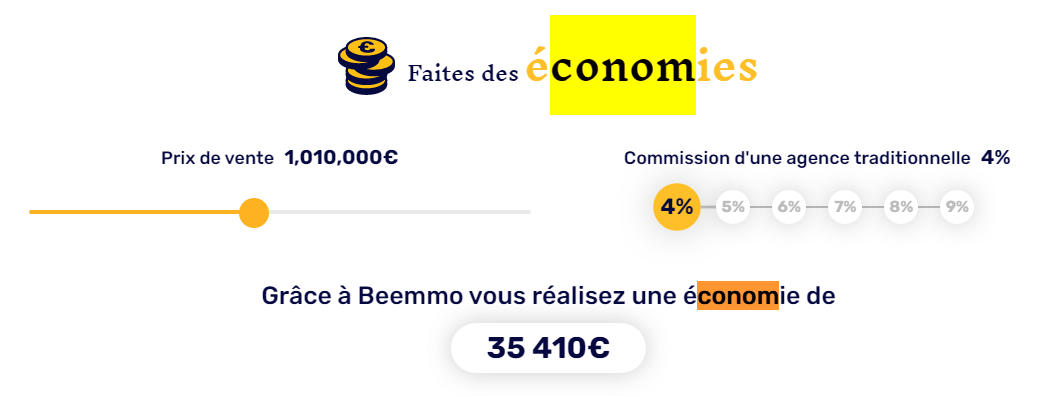 €
Faites des économies
Prix de vente 1,010,000€
Commission d'une agence traditionnelle 4%
4% 5% 6% 7% 8% 9%
Grâce à Beemmo vous réalisez une économie de
35 410€